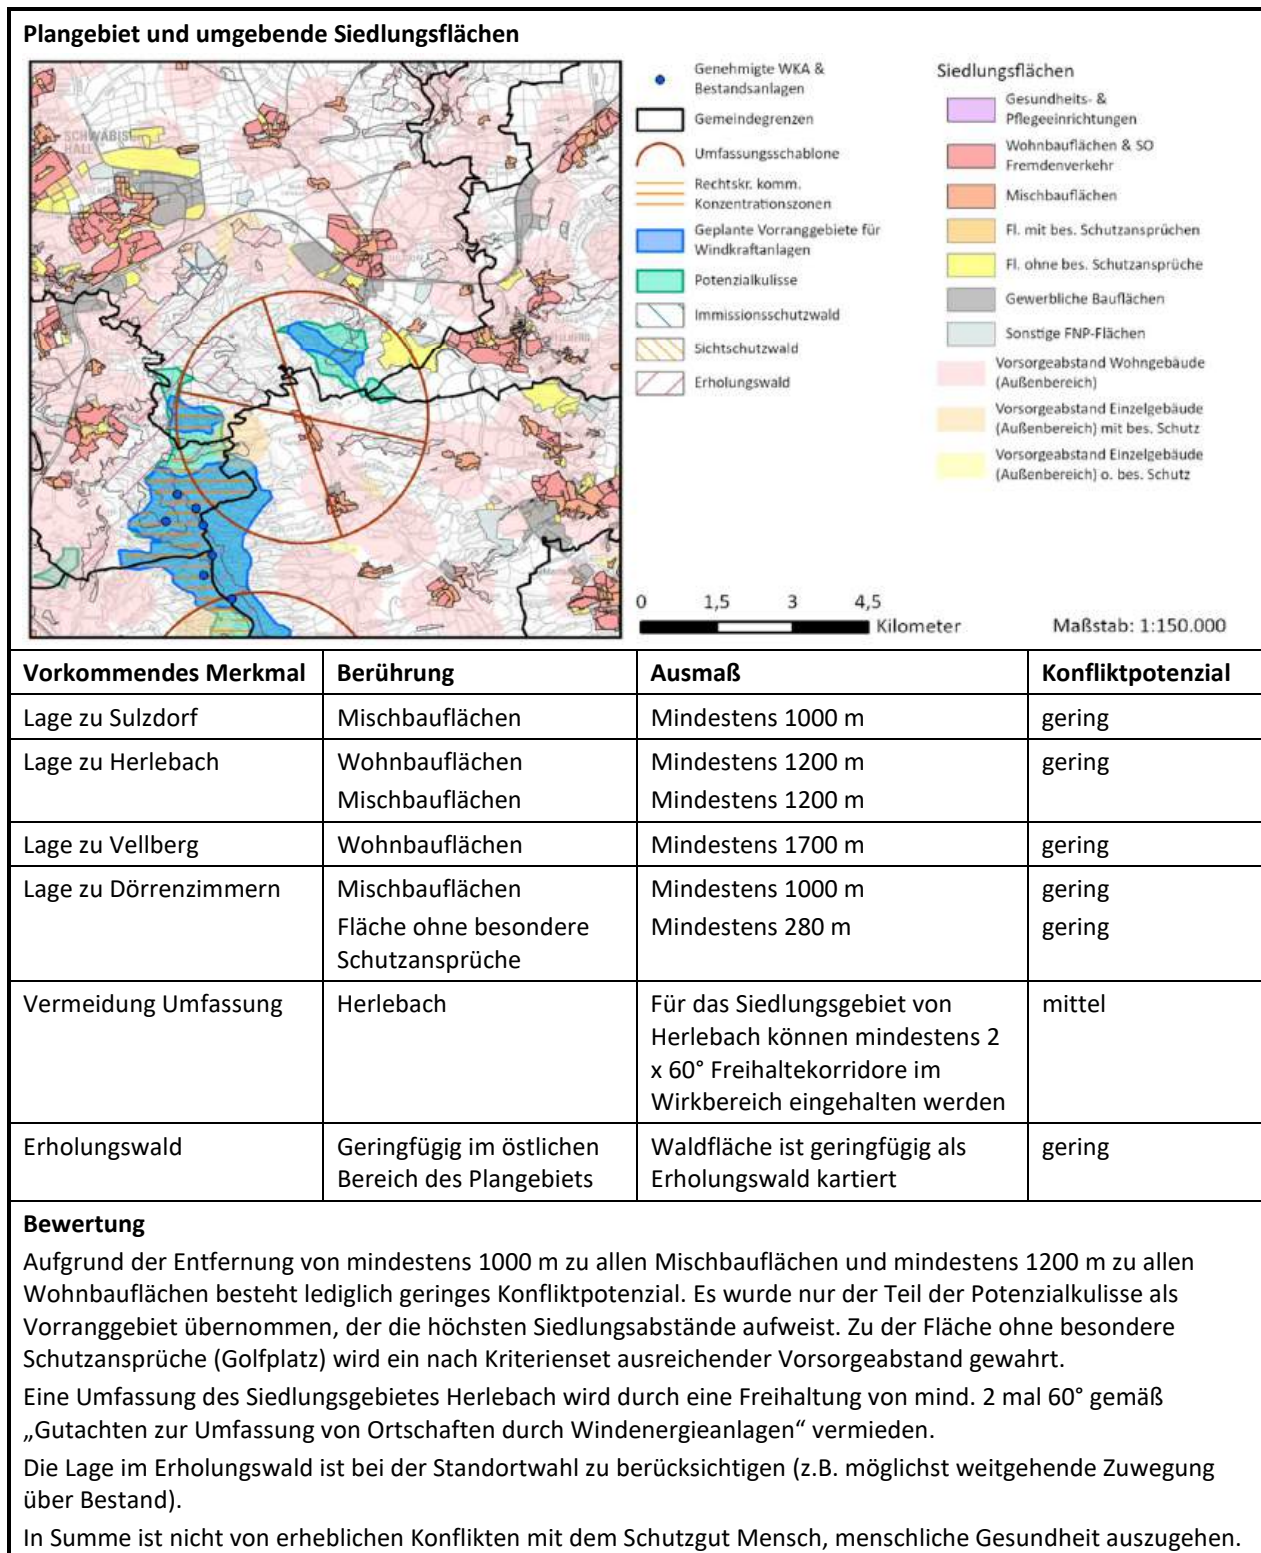 Plangebiet und umgebende Siedlungsflächen
SCHWÄBISCH
HALL
Genehmigte WKA &
Bestandsanlagen
Gemeindegrenzen
Umfassungsschablone
Rechtskr. komm.
Konzentrationszonen
Geplante Vorranggebiete für
Windkraftanlagen
Potenzialkulisse
Immissionsschutzwald
Sichtschutzwald
Erholungswald
Siedlungsflächen
Gesundheits- &
Pflegeeinrichtungen
Wohnbauflächen & SO
Fremdenverkehr
Mischbauflächen
Fl. mit bes. Schutzansprüchen
Fl. ohne bes. Schutzansprüche
Gewerbliche Bauflächen
Sonstige FNP-Flächen
Vorsorgeabstand Wohngebäude
(Außenbereich)
Vorsorgeabstand Einzelgebäude
(Außenbereich) mit bes. Schutz
Vorsorgeabstand Einzelgebäude
(Außenbereich) o. bes. Schutz
0 1,5 3 4,5
Kilometer
Maßstab: 1:150.000
Vorkommendes Merkmal Berührung Ausmaß Konfliktpotenzial
Lage zu Sulzdorf Mischbauflächen Mindestens 1000 m gering
Lage zu Herlebach Wohnbauflächen Mindestens 1200 m gering
Mischbauflächen Mindestens 1200 m
Lage zu Vellberg Wohnbauflächen Mindestens 1700 m gering
Lage zu Dörrenzimmern Mischbauflächen Mindestens 1000 m gering
Fläche ohne besondere Mindestens 280 m gering
Schutzansprüche
Vermeidung Umfassung Herlebach Für das Siedlungsgebiet von mittel
Herlebach können mindestens 2
x 60° Freihaltekorridore im
Wirkbereich eingehalten werden
Erholungswald Geringfügig im östlichen Waldfläche ist geringfügig als gering
Bereich des Plangebiets Erholungswald kartiert
Bewertung
Aufgrund der Entfernung von mindestens 1000 m zu allen Mischbauflächen und mindestens 1200 m zu allen
Wohnbauflächen besteht lediglich geringes Konfliktpotenzial. Es wurde nur der Teil der Potenzialkulisse als
Vorranggebiet übernommen, der die höchsten Siedlungsabstände aufweist. Zu der Fläche ohne besondere
Schutzansprüche (Golfplatz) wird ein nach Kriterienset ausreichender Vorsorgeabstand gewahrt.
Eine Umfassung des Siedlungsgebietes Herlebach wird durch eine Freihaltung von mind. 2 mal 60° gemäß
„Gutachten zur Umfassung von Ortschaften durch Windenergieanlagen“ vermieden.
Die Lage im Erholungswald ist bei der Standortwahl zu berücksichtigen (z.B. möglichst weitgehende Zuwegung
über Bestand).
In Summe ist nicht von erheblichen Konflikten mit dem Schutzgut Mensch, menschliche Gesundheit auszugehen.